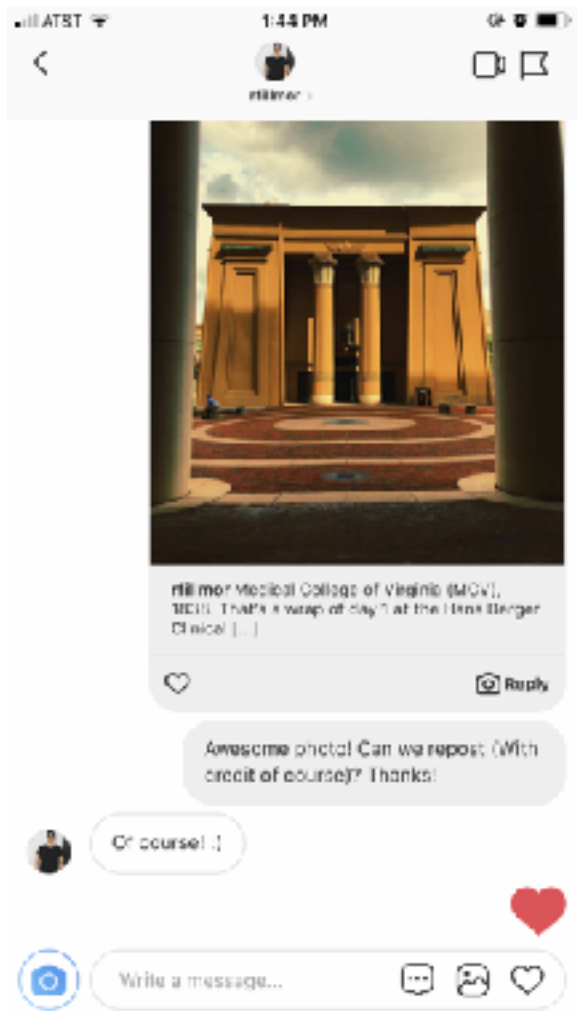 AT&T 1:44 PM
rtillmor
rtillmor Medical College of Virginia (MCV),
1838. That's a wrap of day 1 at the Hans Berger
Clinical [...]
Reply
Awesome photo! Can we repost (With
credit of course)? Thanks!
Of course! :)
Write a message...